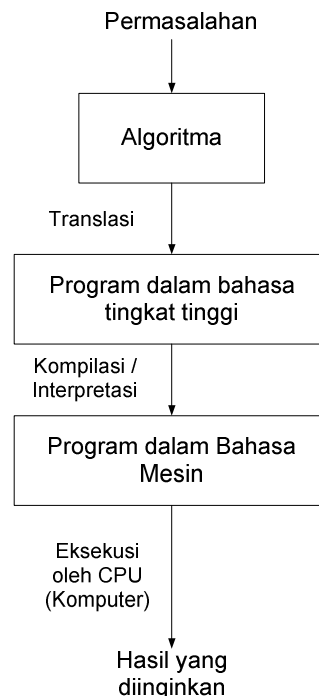 Permasalahan
Algoritma
Translasi
Program dalam bahasa
tingkat tinggi
Kompilasi /
Interpretasi
Program dalam Bahasa
Mesin
Eksekusi
oleh CPU
(Komputer)
Hasil yang
diinginkan